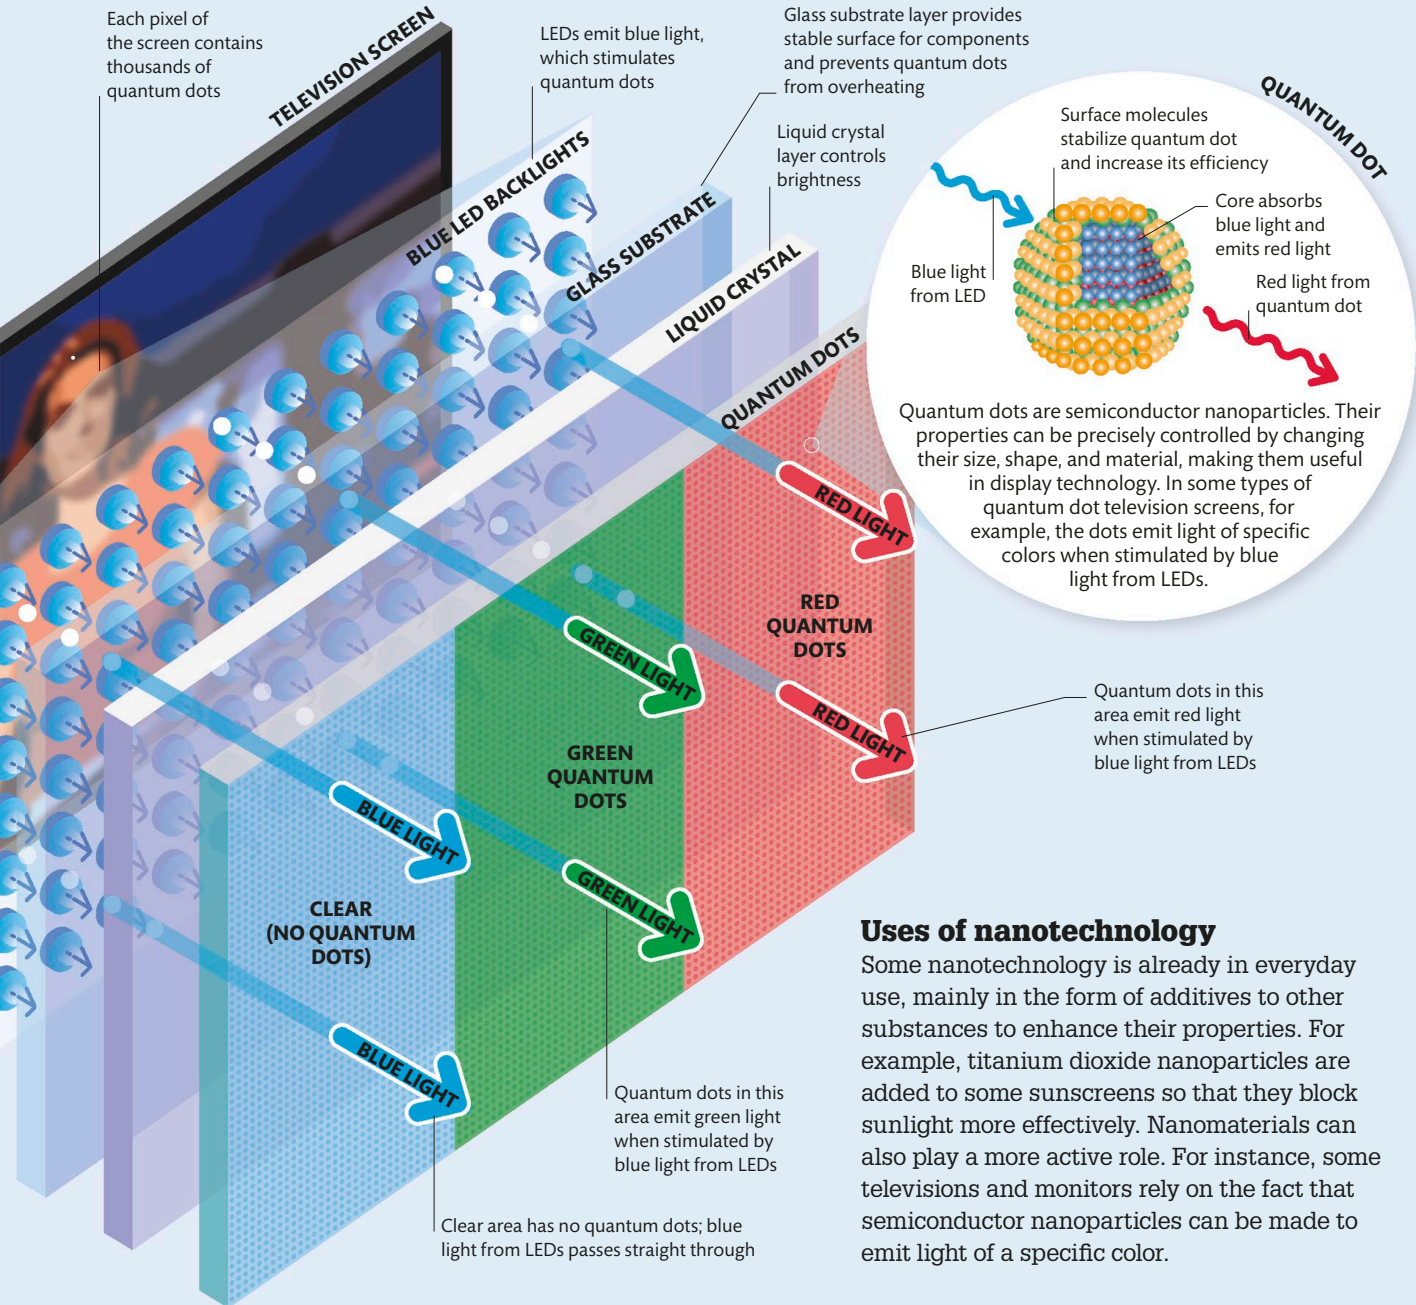 Each pixel of
the screen contains
thousands of
quantum dots
TELEVISION SCREEN
LEDs emit blue light,
which stimulates
quantum dots
BLUE LED BACKLIGHTS
Glass substrate layer provides
stable surface for components
and prevents quantum dots
from overheating
GLASS SUBSTRATE
Liquid crystal
layer controls
brightness
LIQUID CRYSTAL
QUANTUM DOTS
QUANTUM DOT
Surface molecules
stabilize quantum dot
and increase its efficiency
Core absorbs
blue light and
emits red light
Blue light
from LED
Red light from
quantum dot
Quantum dots are semiconductor nanoparticles. Their
properties can be precisely controlled by changing
their size, shape, and material, making them useful
in display technology. In some types of
quantum dot television screens, for
example, the dots emit light of specific
colors when stimulated by blue
light from LEDs.
RED LIGHT
RED
QUANTUM
DOTS
GREEN LIGHT
RED LIGHT
Quantum dots in this
area emit red light
when stimulated by
blue light from LEDs
GREEN
QUANTUM
DOTS
BLUE LIGHT
GREEN LIGHT
CLEAR
(NO QUANTUM
DOTS)
BLUE LIGHT
Quantum dots in this
area emit green light
when stimulated by
blue light from LEDs
Clear area has no quantum dots; blue
light from LEDs passes straight through
Uses of nanotechnology
Some nanotechnology is already in everyday
use, mainly in the form of additives to other
substances to enhance their properties. For
example, titanium dioxide nanoparticles are
added to some sunscreens so that they block
sunlight more effectively. Nanomaterials can
also play a more active role. For instance, some
televisions and monitors rely on the fact that
semiconductor nanoparticles can be made to
emit light of a specific color.